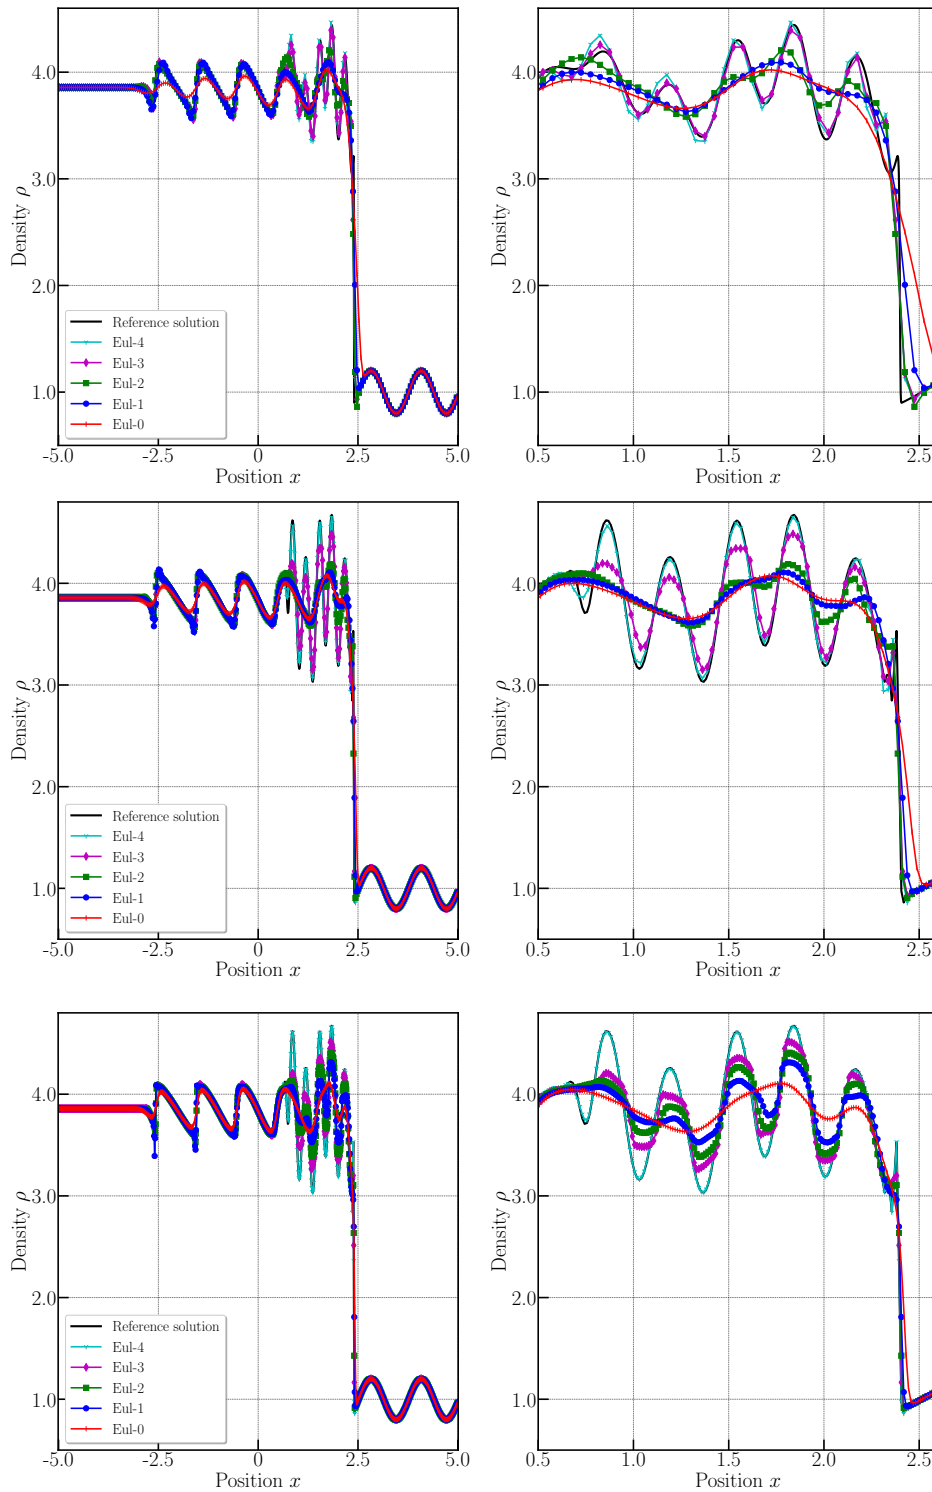 4.0
3.0
2.0
1.0
Density ρ
Reference solution
Eul-4
Eul-3
Eul-2
Eul-1
Eul-0
-5.0 -2.5 0 2.5 5.0
Position x
4.0
3.0
2.0
1.0
Density ρ
0.5 1.0 1.5 2.0 2.5
Position x
4.0
3.0
2.0
1.0
Density ρ
Reference solution
Eul-4
Eul-3
Eul-2
Eul-1
Eul-0
-5.0 -2.5 0 2.5 5.0
Position x
4.0
3.0
2.0
1.0
Density ρ
0.5 1.0 1.5 2.0 2.5
Position x
4.0
3.0
2.0
1.0
Density ρ
Reference solution
Eul-4
Eul-3
Eul-2
Eul-1
Eul-0
-5.0 -2.5 0 2.5 5.0
Position x
4.0
3.0
2.0
1.0
Density ρ
0.5 1.0 1.5 2.0 2.5
Position x